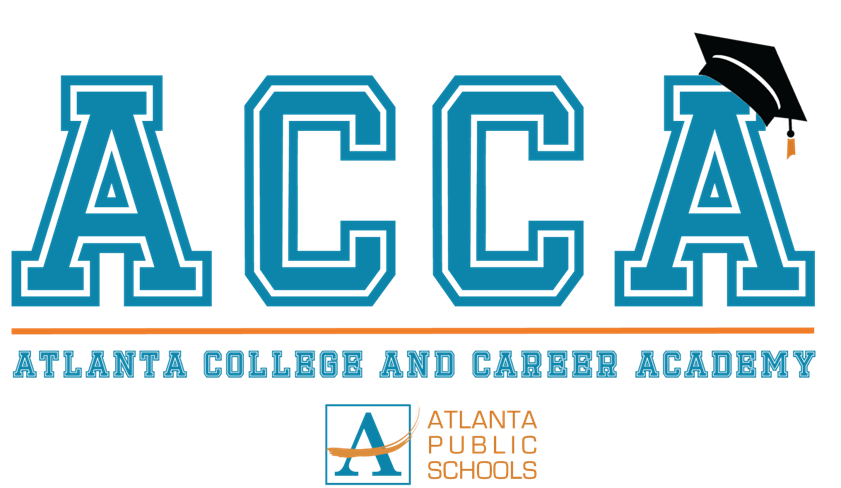 ACCA
ATLANTA COLLEGE AND CAREER ACADEMY
A
ATLANTA
PUBLIC
SCHOOLS